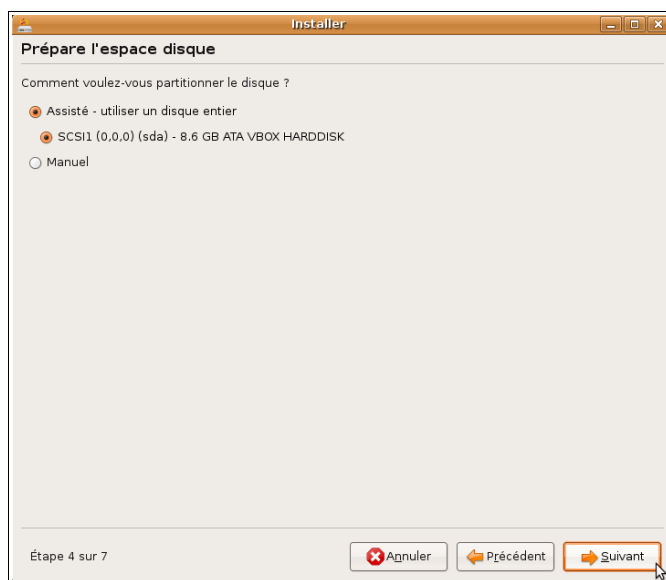 Installer
Prépare l'espace disque
Comment voulez-vous partitionner le disque ?
Assisté - utiliser un disque entier
SCSI1 (0,0,0) (sda) - 8.6 GB ATA VBOX HARDDISK
Manuel
Étape 4 sur 7
Annuler
Précédent
Suivant